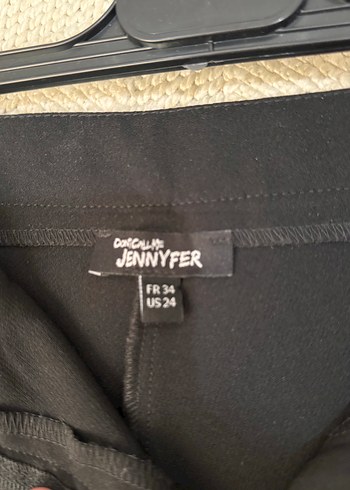 DON'T CALL ME
JENNYFER
FR 34
US 24